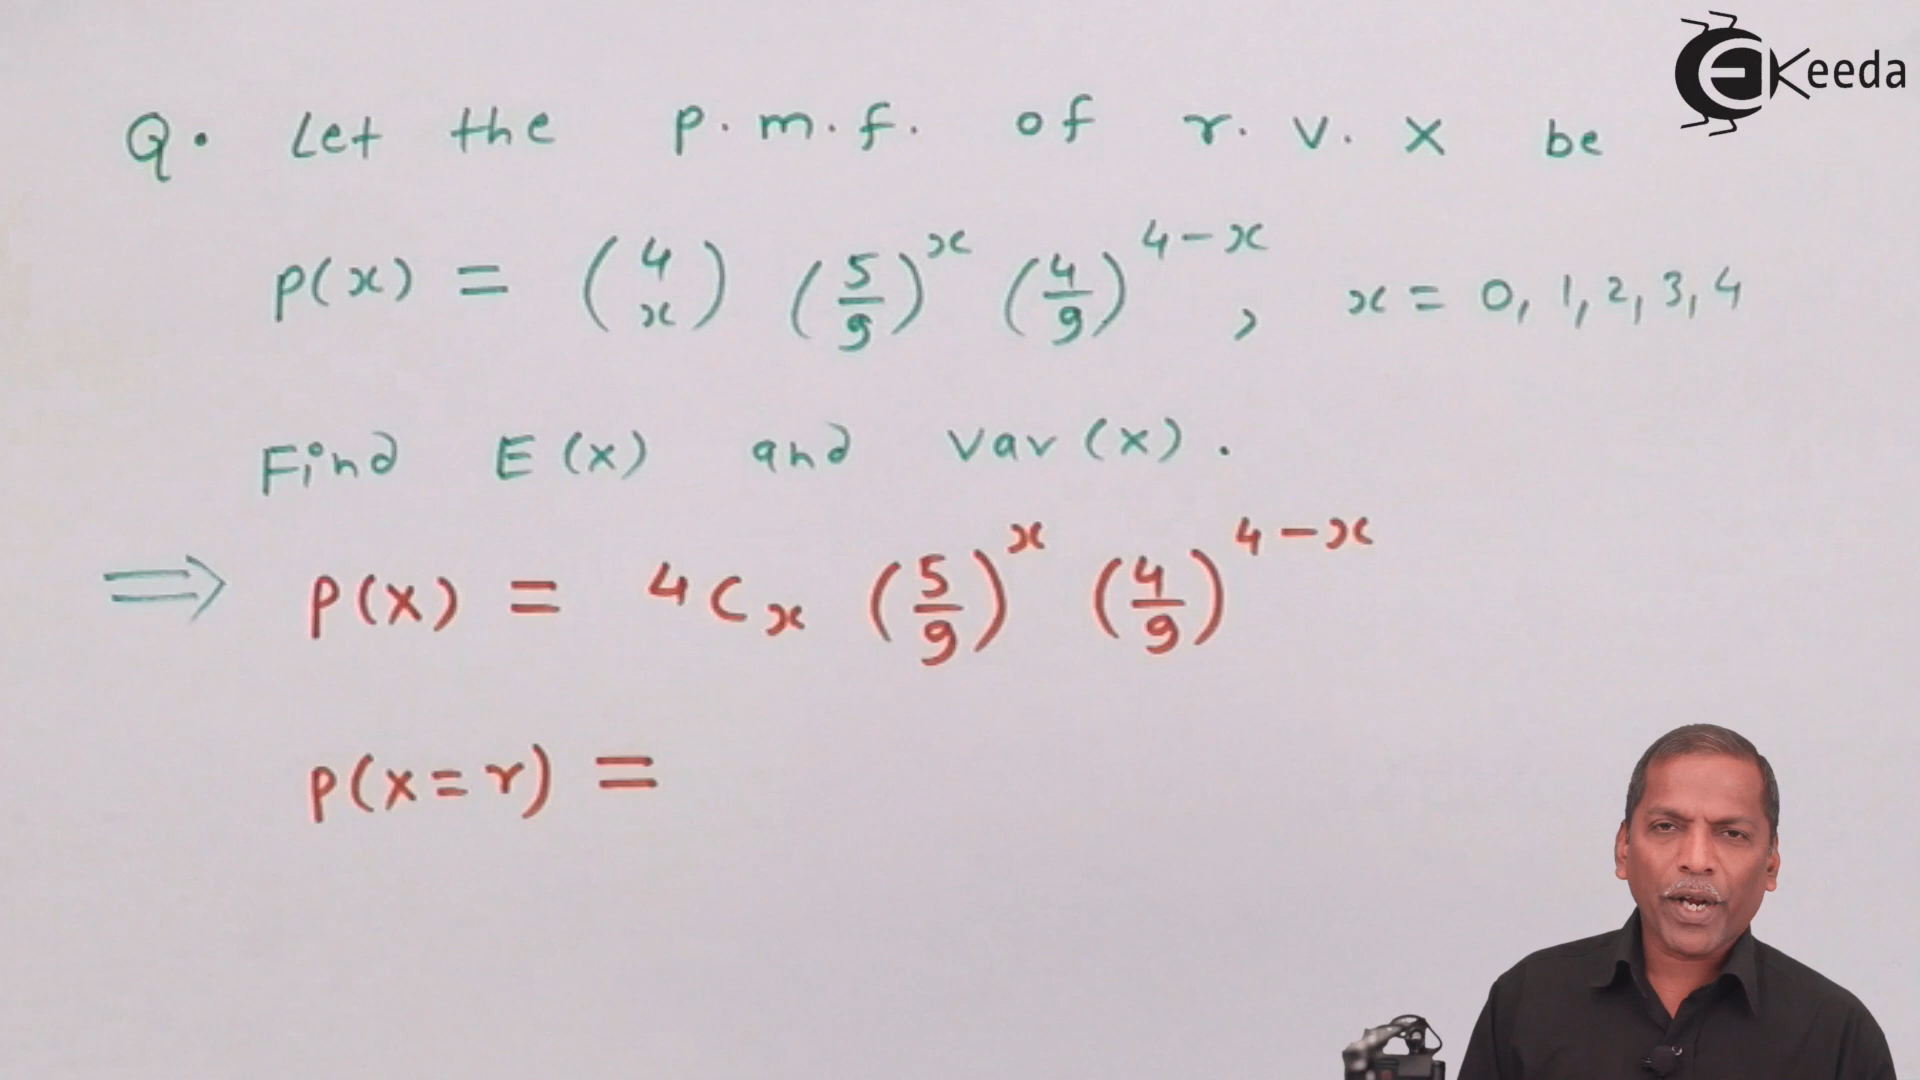 EKeeda
Q. Let the p.m.f. of r.v. X be
p(x) = (4 x) (5/9)^x (4/9)^4-x, x = 0, 1, 2, 3, 4
Find E(X) and Var(X).
⇒ P(X) = 4Cx (5/9)^x (4/9)^4-x
P(X=r) =